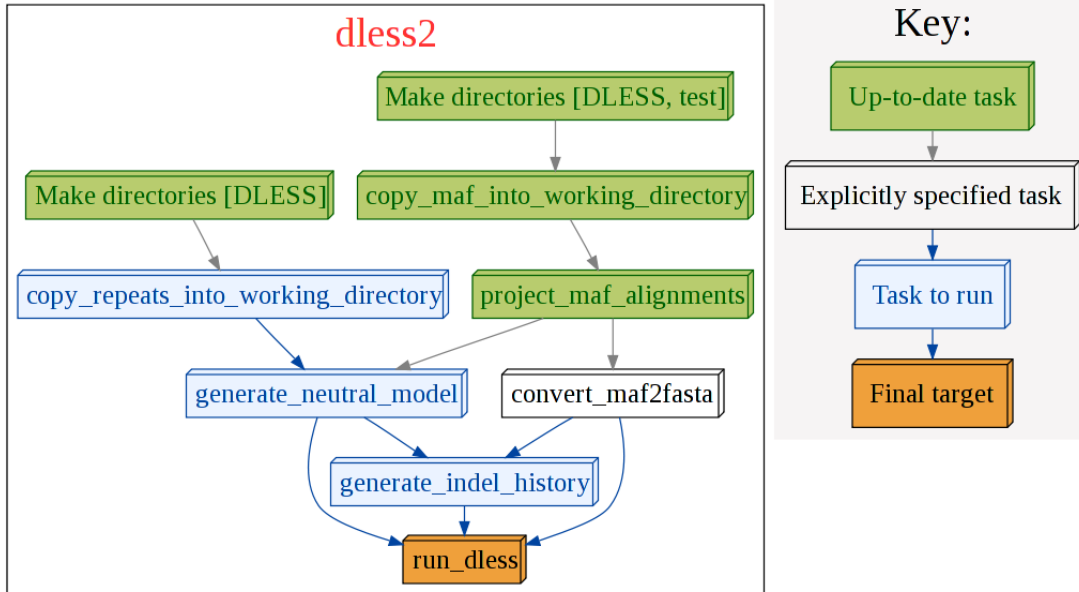 dless2
Make directories [DLESS, test]
Make directories [DLESS]
copy_maf_into_working_directory
copy_repeats_into_working_directory
project_maf_alignments
generate_neutral_model
convert_maf2fasta
generate_indel_history
run_dless
Key:
Up-to-date task
Explicitly specified task
Task to run
Final target